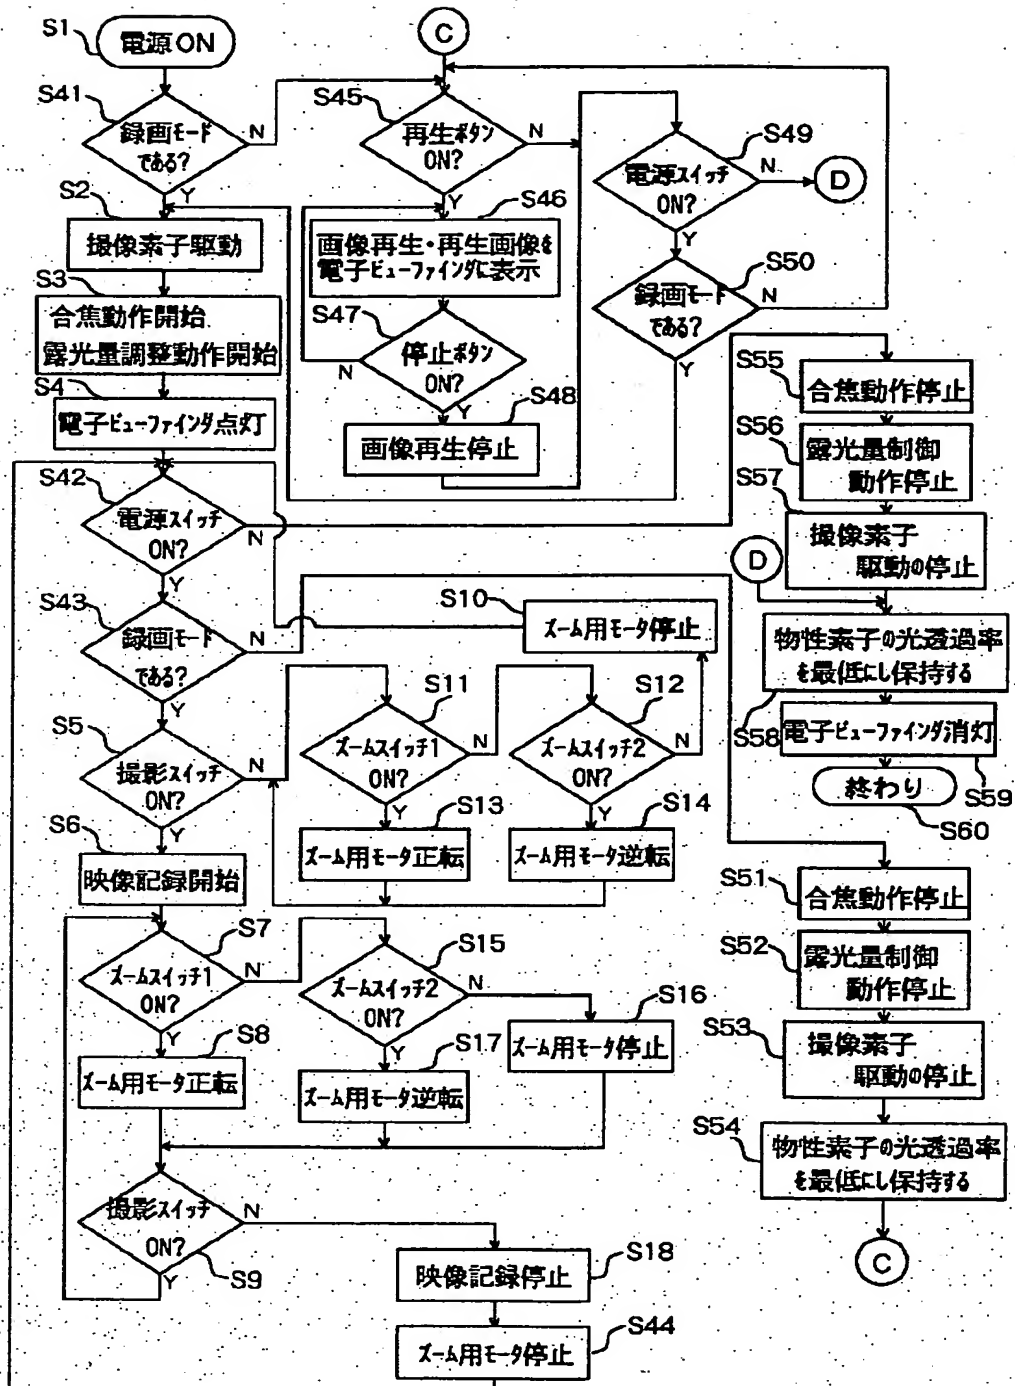 S1
電源ON
C
S41
録画モード
である?
N
Y
S45
再生ボタン
ON?
N
Y
S49
電源スイッチ
ON?
N
D
Y
S2
撮像素子駆動
S46
画像再生・再生画像を
電子ビューファインダに表示
S50
録画モード
である?
N
Y
S3
合焦動作開始
露光量調整動作開始
S47
停止ボタン
ON?
N
Y
S4
電子ビューファインダ点灯
S48
画像再生停止
S55
合焦動作停止
S56
露光量制御
動作停止
S42
電源スイッチ
ON?
N
Y
S57
撮像素子
駆動の停止
D
S43
録画モード
である?
N
Y
S10
ズーム用モータ停止
物性素子の光透過率
を最低にし保持する
S58
S5
撮影スイッチ
ON?
N
Y
S11
ズームスイッチ1
ON?
N
Y
S12
ズームスイッチ2
ON?
N
Y
電子ビューファインダ消灯
S59
終わり
S60
S6
映像記録開始
S13
ズーム用モータ正転
S14
ズーム用モータ逆転
S51
合焦動作停止
S7
ズームスイッチ1
ON?
N
Y
S15
ズームスイッチ2
ON?
N
Y
S52
露光量制御
動作停止
S8
ズーム用モータ正転
S17
ズーム用モータ逆転
S16
ズーム用モータ停止
S53
撮像素子
駆動の停止
S54
物性素子の光透過率
を最低にし保持する
C
撮影スイッチ
ON?
N
Y
S9
S18
映像記録停止
S44
ズーム用モータ停止